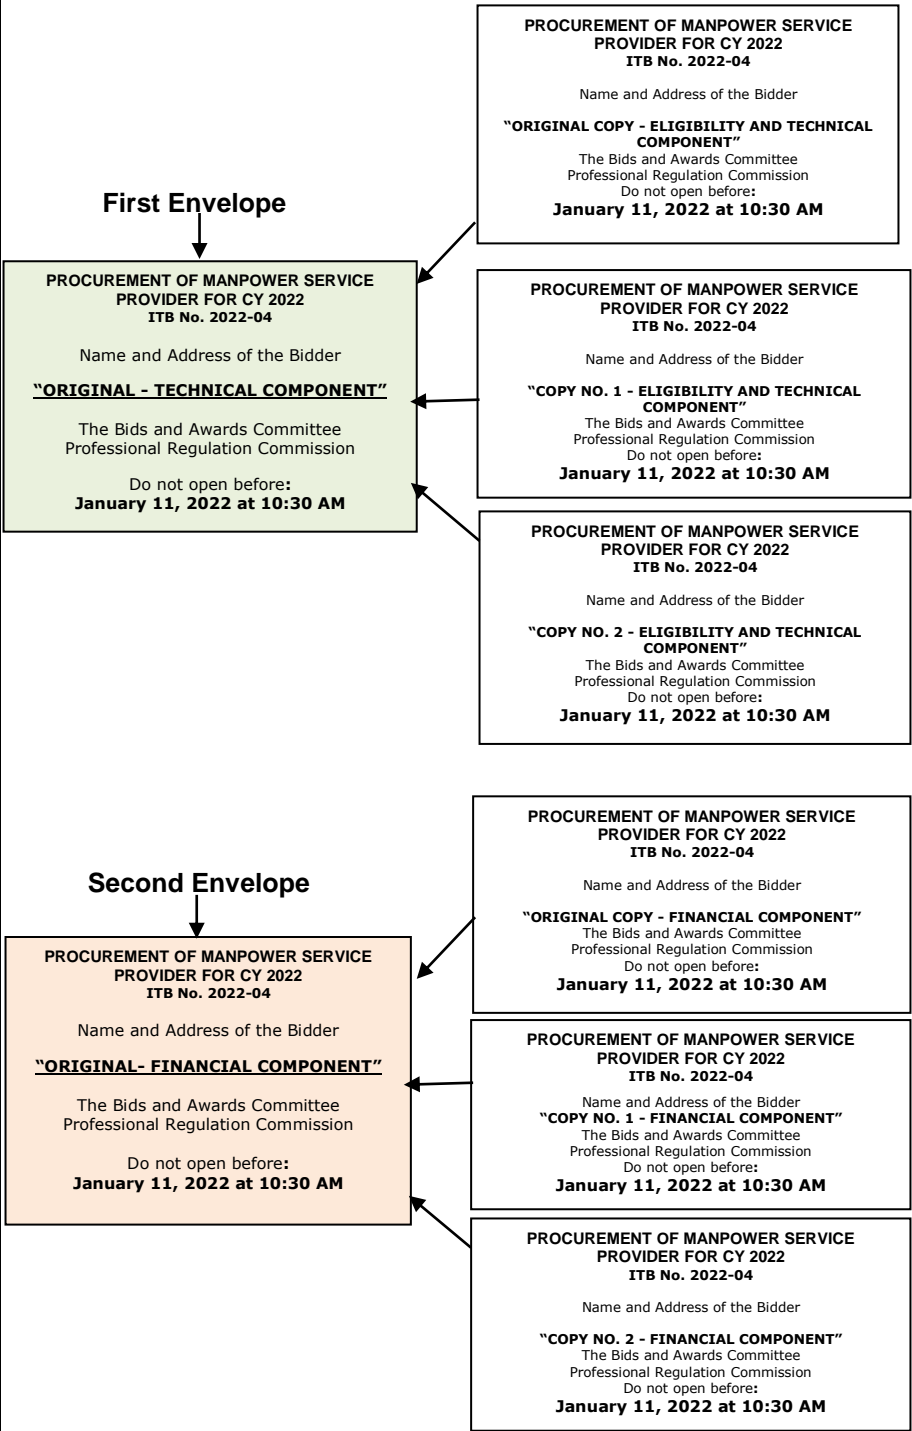 PROCUREMENT OF MANPOWER SERVICE
PROVIDER FOR CY 2022
ITB No. 2022-04
Name and Address of the Bidder
“ORIGINAL COPY - ELIGIBILITY AND TECHNICAL
COMPONENT”
The Bids and Awards Committee
Professional Regulation Commission
Do not open before:
January 11, 2022 at 10:30 AM
First Envelope
PROCUREMENT OF MANPOWER SERVICE
PROVIDER FOR CY 2022
ITB No. 2022-04
Name and Address of the Bidder
“ORIGINAL - TECHNICAL COMPONENT”
The Bids and Awards Committee
Professional Regulation Commission
Do not open before:
January 11, 2022 at 10:30 AM
PROCUREMENT OF MANPOWER SERVICE
PROVIDER FOR CY 2022
ITB No. 2022-04
Name and Address of the Bidder
“COPY NO. 1 - ELIGIBILITY AND TECHNICAL
COMPONENT”
The Bids and Awards Committee
Professional Regulation Commission
Do not open before:
January 11, 2022 at 10:30 AM
PROCUREMENT OF MANPOWER SERVICE
PROVIDER FOR CY 2022
ITB No. 2022-04
Name and Address of the Bidder
“COPY NO. 2 - ELIGIBILITY AND TECHNICAL
COMPONENT”
The Bids and Awards Committee
Professional Regulation Commission
Do not open before:
January 11, 2022 at 10:30 AM
PROCUREMENT OF MANPOWER SERVICE
PROVIDER FOR CY 2022
ITB No. 2022-04
Name and Address of the Bidder
“ORIGINAL COPY - FINANCIAL COMPONENT”
The Bids and Awards Committee
Professional Regulation Commission
Do not open before:
January 11, 2022 at 10:30 AM
Second Envelope
PROCUREMENT OF MANPOWER SERVICE
PROVIDER FOR CY 2022
ITB No. 2022-04
Name and Address of the Bidder
“ORIGINAL- FINANCIAL COMPONENT”
The Bids and Awards Committee
Professional Regulation Commission
Do not open before:
January 11, 2022 at 10:30 AM
PROCUREMENT OF MANPOWER SERVICE
PROVIDER FOR CY 2022
ITB No. 2022-04
Name and Address of the Bidder
“COPY NO. 1 - FINANCIAL COMPONENT”
The Bids and Awards Committee
Professional Regulation Commission
Do not open before:
January 11, 2022 at 10:30 AM
PROCUREMENT OF MANPOWER SERVICE
PROVIDER FOR CY 2022
ITB No. 2022-04
Name and Address of the Bidder
“COPY NO. 2 - FINANCIAL COMPONENT”
The Bids and Awards Committee
Professional Regulation Commission
Do not open before:
January 11, 2022 at 10:30 AM